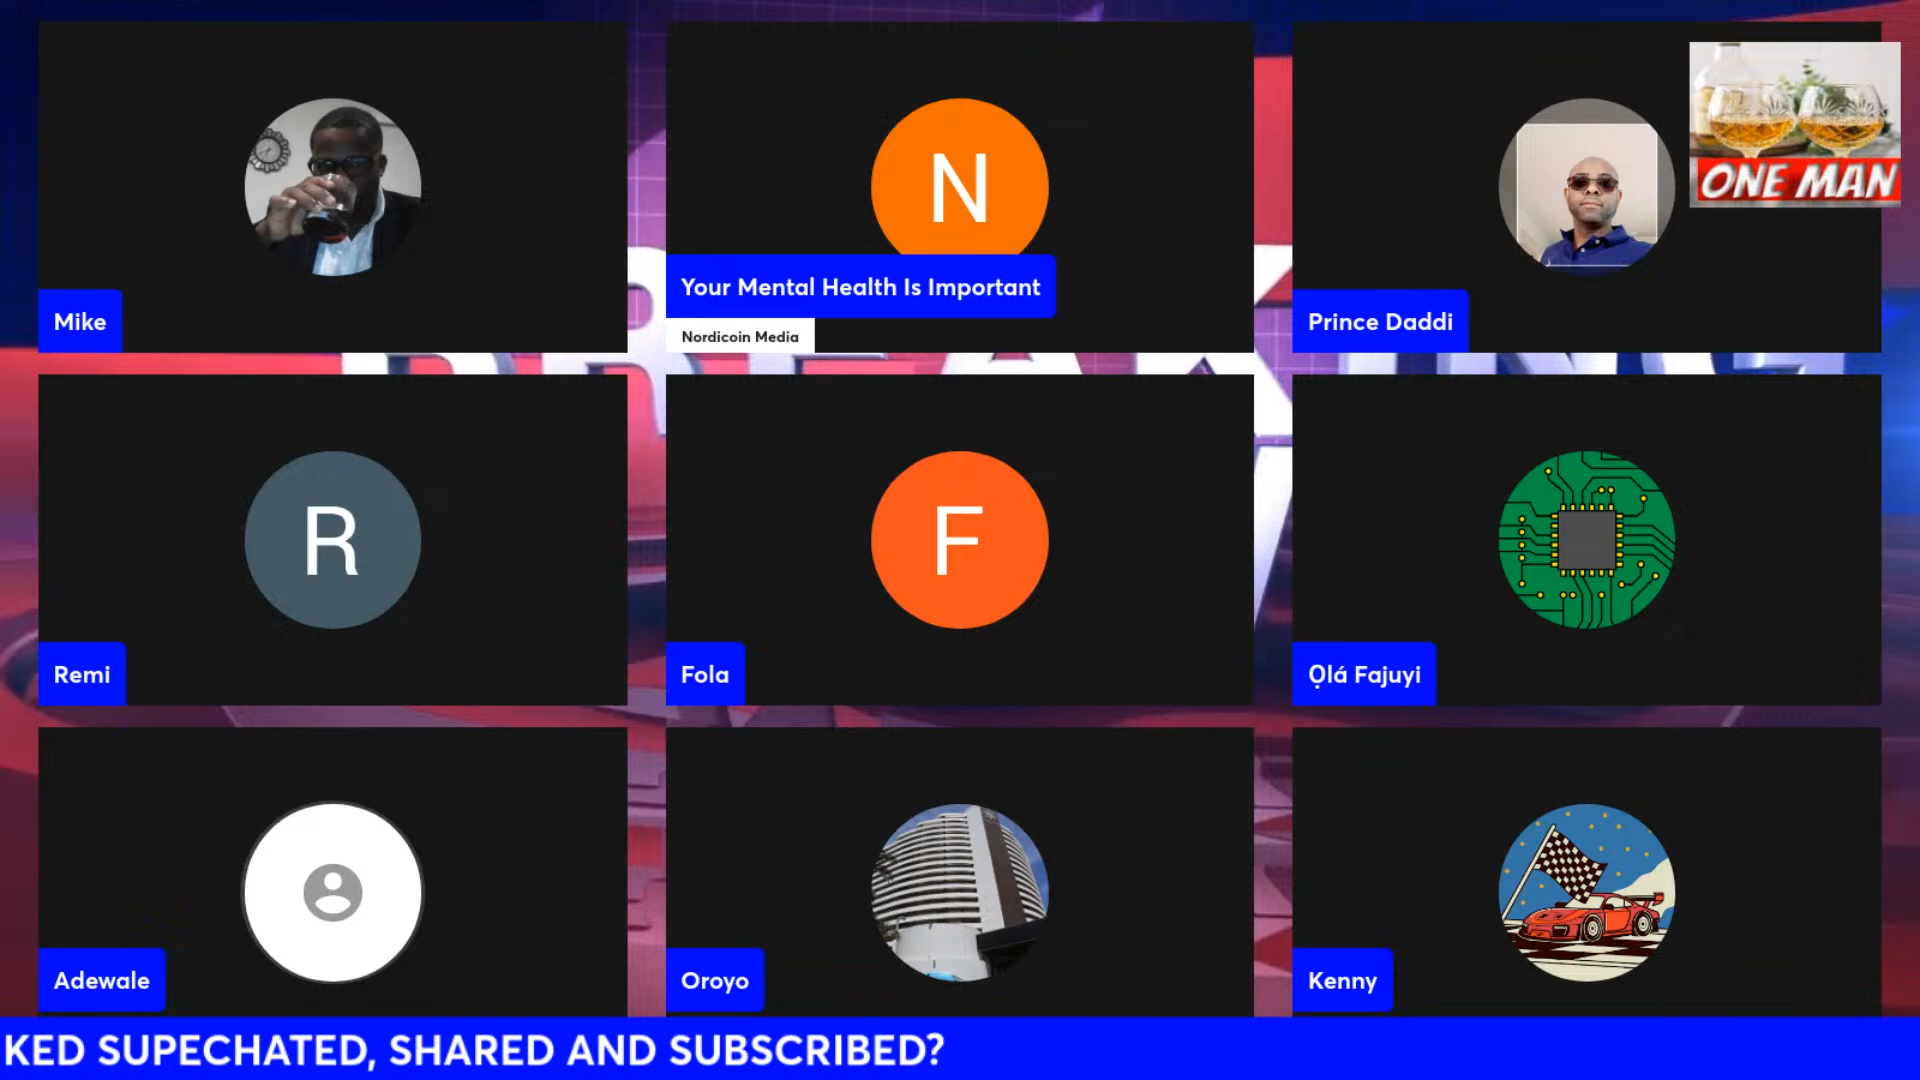 ONE MAN
Mike
N
Your Mental Health Is Important
Nordicoin Media
Prince Daddi
R
F
Remi
Fola
Ọlá Fajuyi
Adewale
Oroyo
Kenny
KED SUPECHATED, SHARED AND SUBSCRIBED?